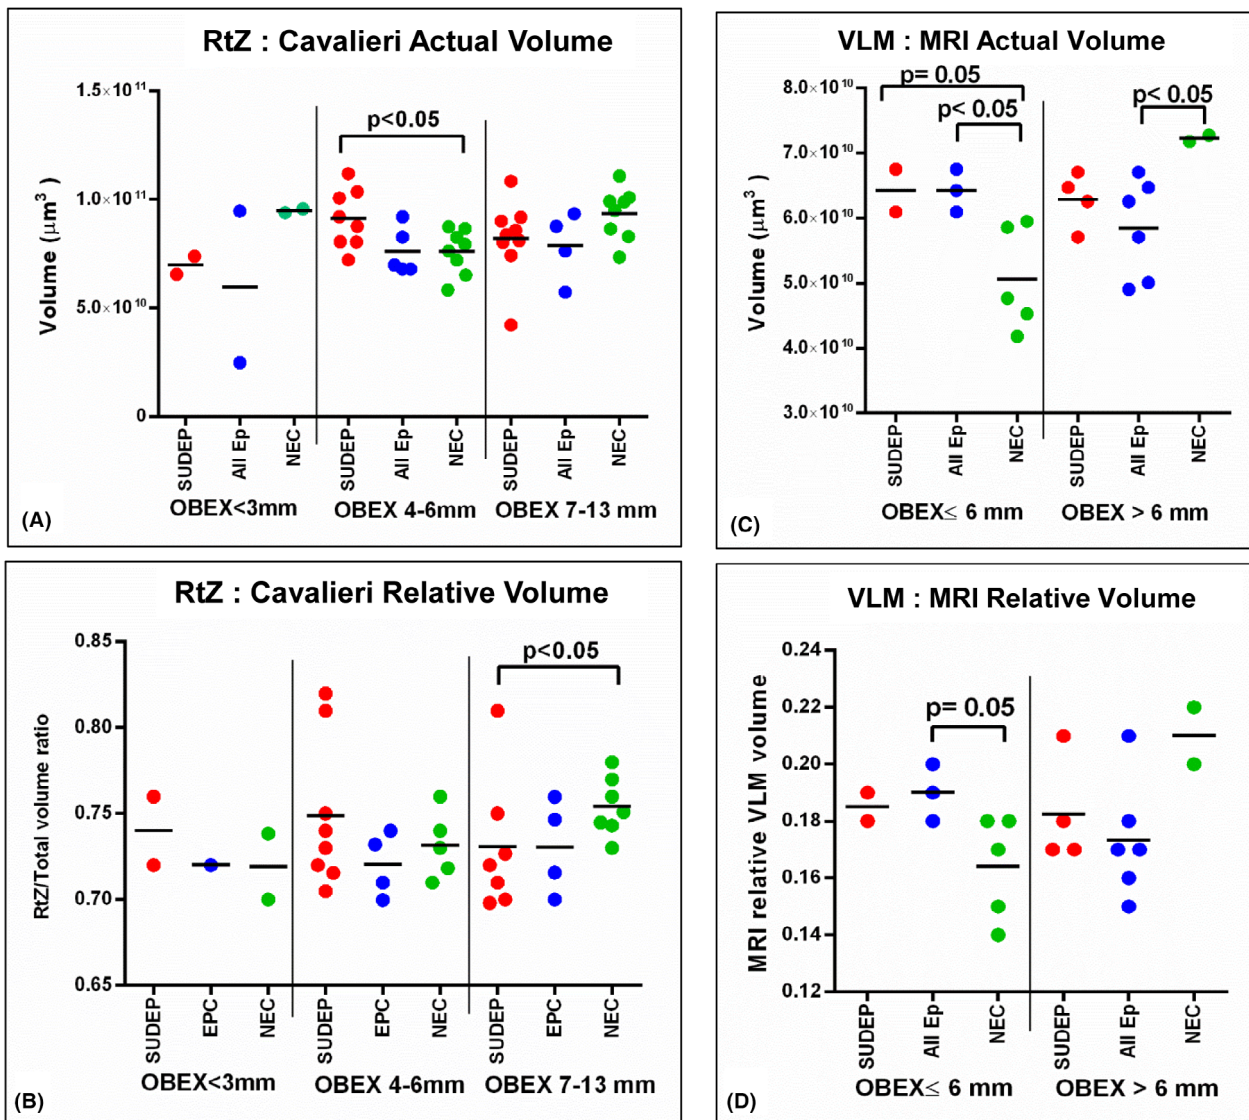 RtZ : Cavalieri Actual Volume
Volume (μm³ )
1.5×10¹¹
1.0×10¹¹
5.0×10¹⁰
0
p<0.05
SUDEP
All Ep
NEC
SUDEP
All Ep
NEC
SUDEP
All Ep
NEC
OBEX<3mm
OBEX 4-6mm
OBEX 7-13 mm
(A)
RtZ : Cavalieri Relative Volume
RtZ/Total volume ratio
0.85
0.80
0.75
0.70
0.65
p<0.05
SUDEP
EPC
NEC
SUDEP
EPC
NEC
SUDEP
EPC
NEC
OBEX<3mm
OBEX 4-6mm
OBEX 7-13 mm
(B)
VLM : MRI Actual Volume
Volume (μm³ )
8.0×10¹⁰
7.0×10¹⁰
6.0×10¹⁰
5.0×10¹⁰
4.0×10¹⁰
3.0×10¹⁰
p= 0.05
p< 0.05
p< 0.05
SUDEP
All Ep
NEC
SUDEP
All Ep
NEC
OBEX≤ 6 mm
OBEX > 6 mm
(C)
VLM : MRI Relative Volume
MRI relative VLM volume
0.24
0.22
0.20
0.18
0.16
0.14
0.12
p= 0.05
SUDEP
All Ep
NEC
SUDEP
All Ep
NEC
OBEX≤ 6 mm
OBEX > 6 mm
(D)